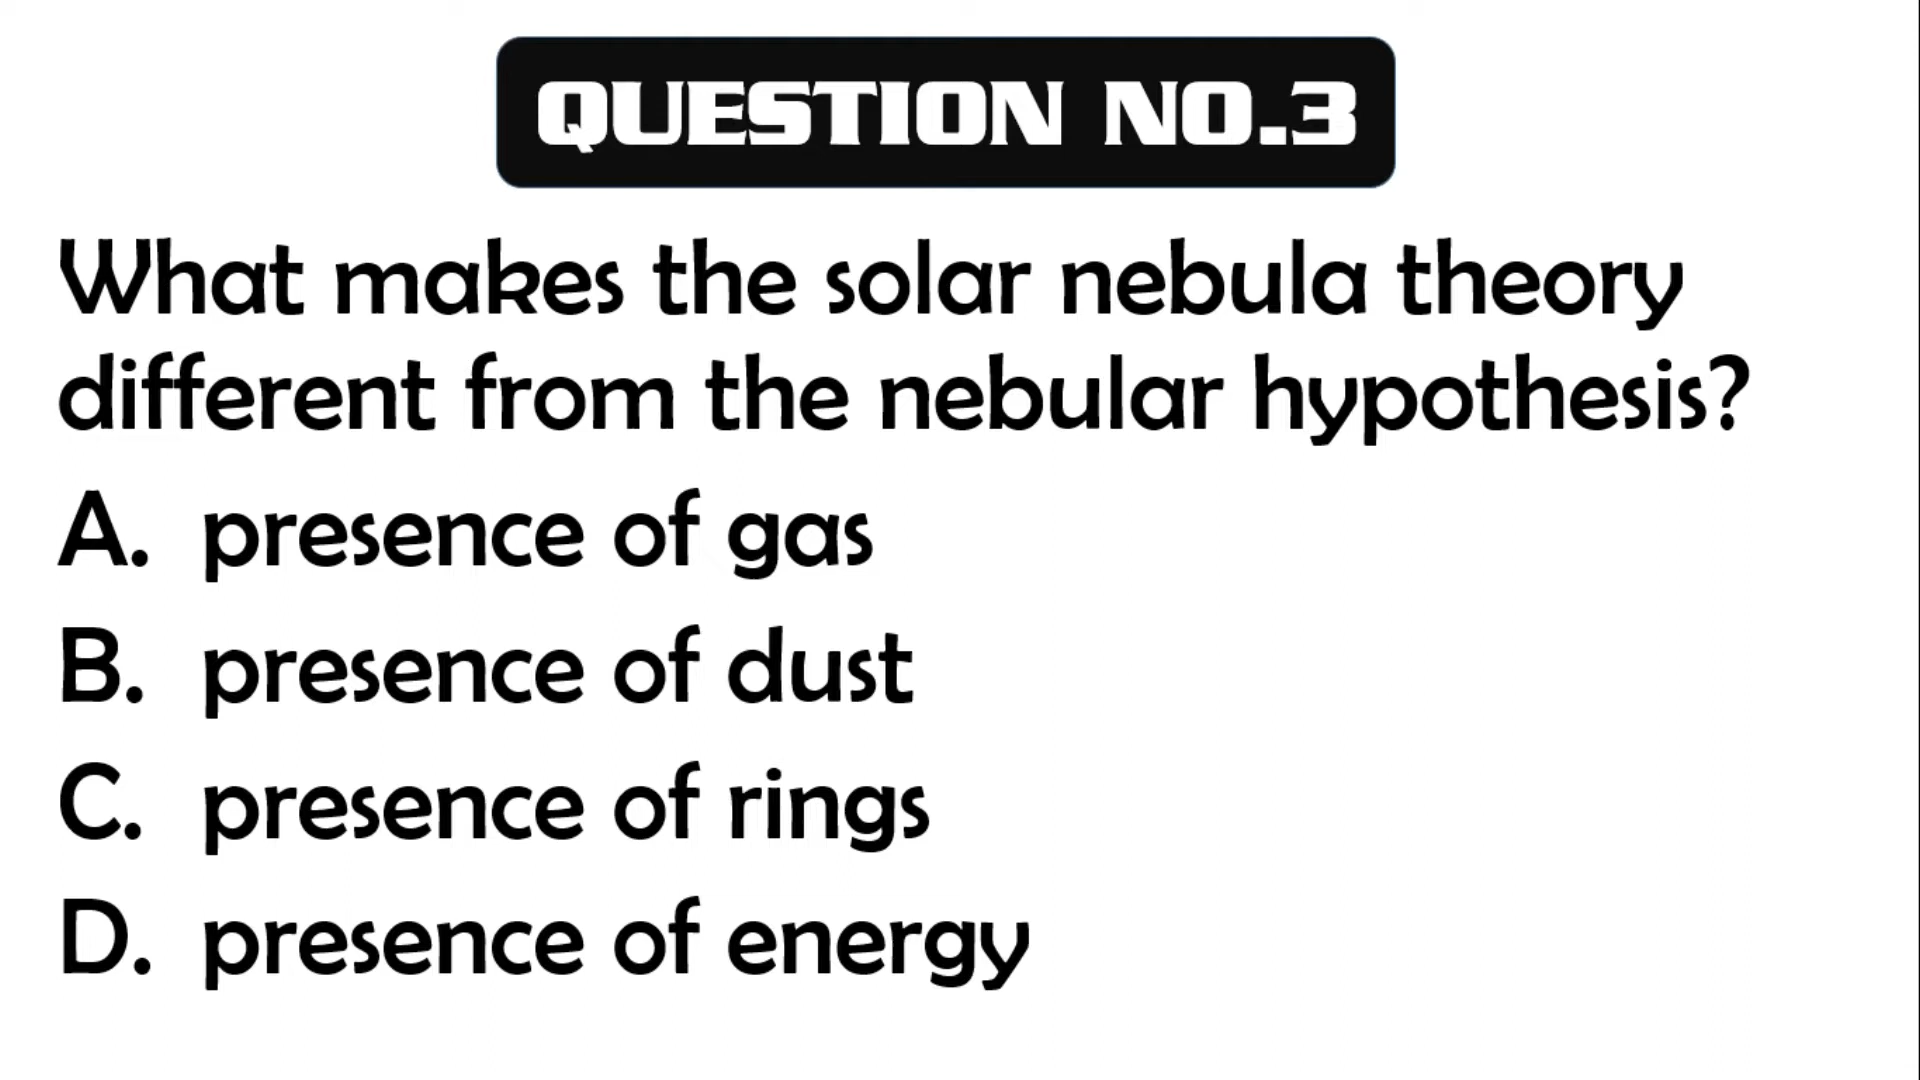 QUESTION NO.3
What makes the solar nebula theory
different from the nebular hypothesis?
A. presence of gas
B. presence of dust
C. presence of rings
D. presence of energy